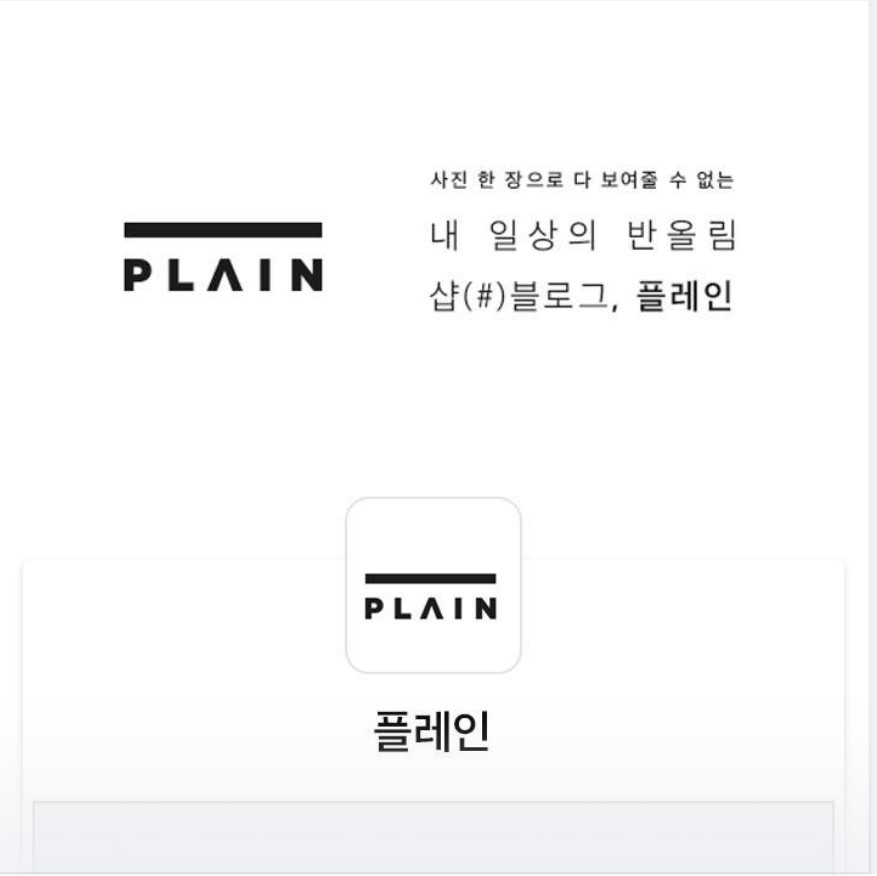 PLAIN
사진 한 장으로 다 보여줄 수 없는
내 일상의 반올림
샵(#)블로그, 플레인
PLAIN
플레인